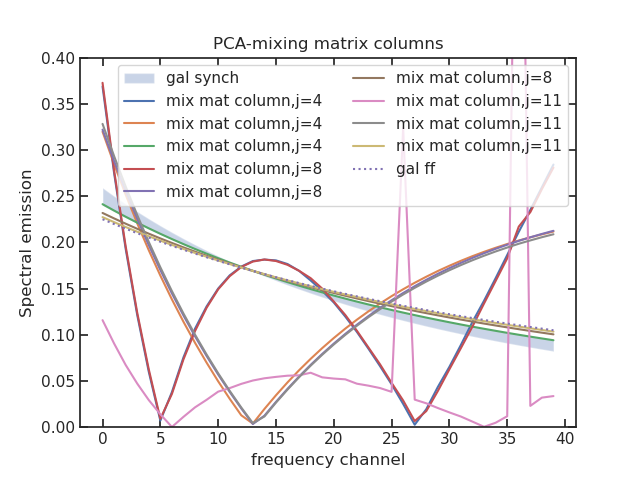 PCA-mixing matrix columns
Spectral emission
0.40
0.35
0.30
0.25
0.20
0.15
0.10
0.05
0.00
gal synch
mix mat column,j=4
mix mat column,j=4
mix mat column,j=4
mix mat column,j=8
mix mat column,j=8
mix mat column,j=8
mix mat column,j=11
mix mat column,j=11
mix mat column,j=11
gal ff
0 5 10 15 20 25 30 35 40
frequency channel